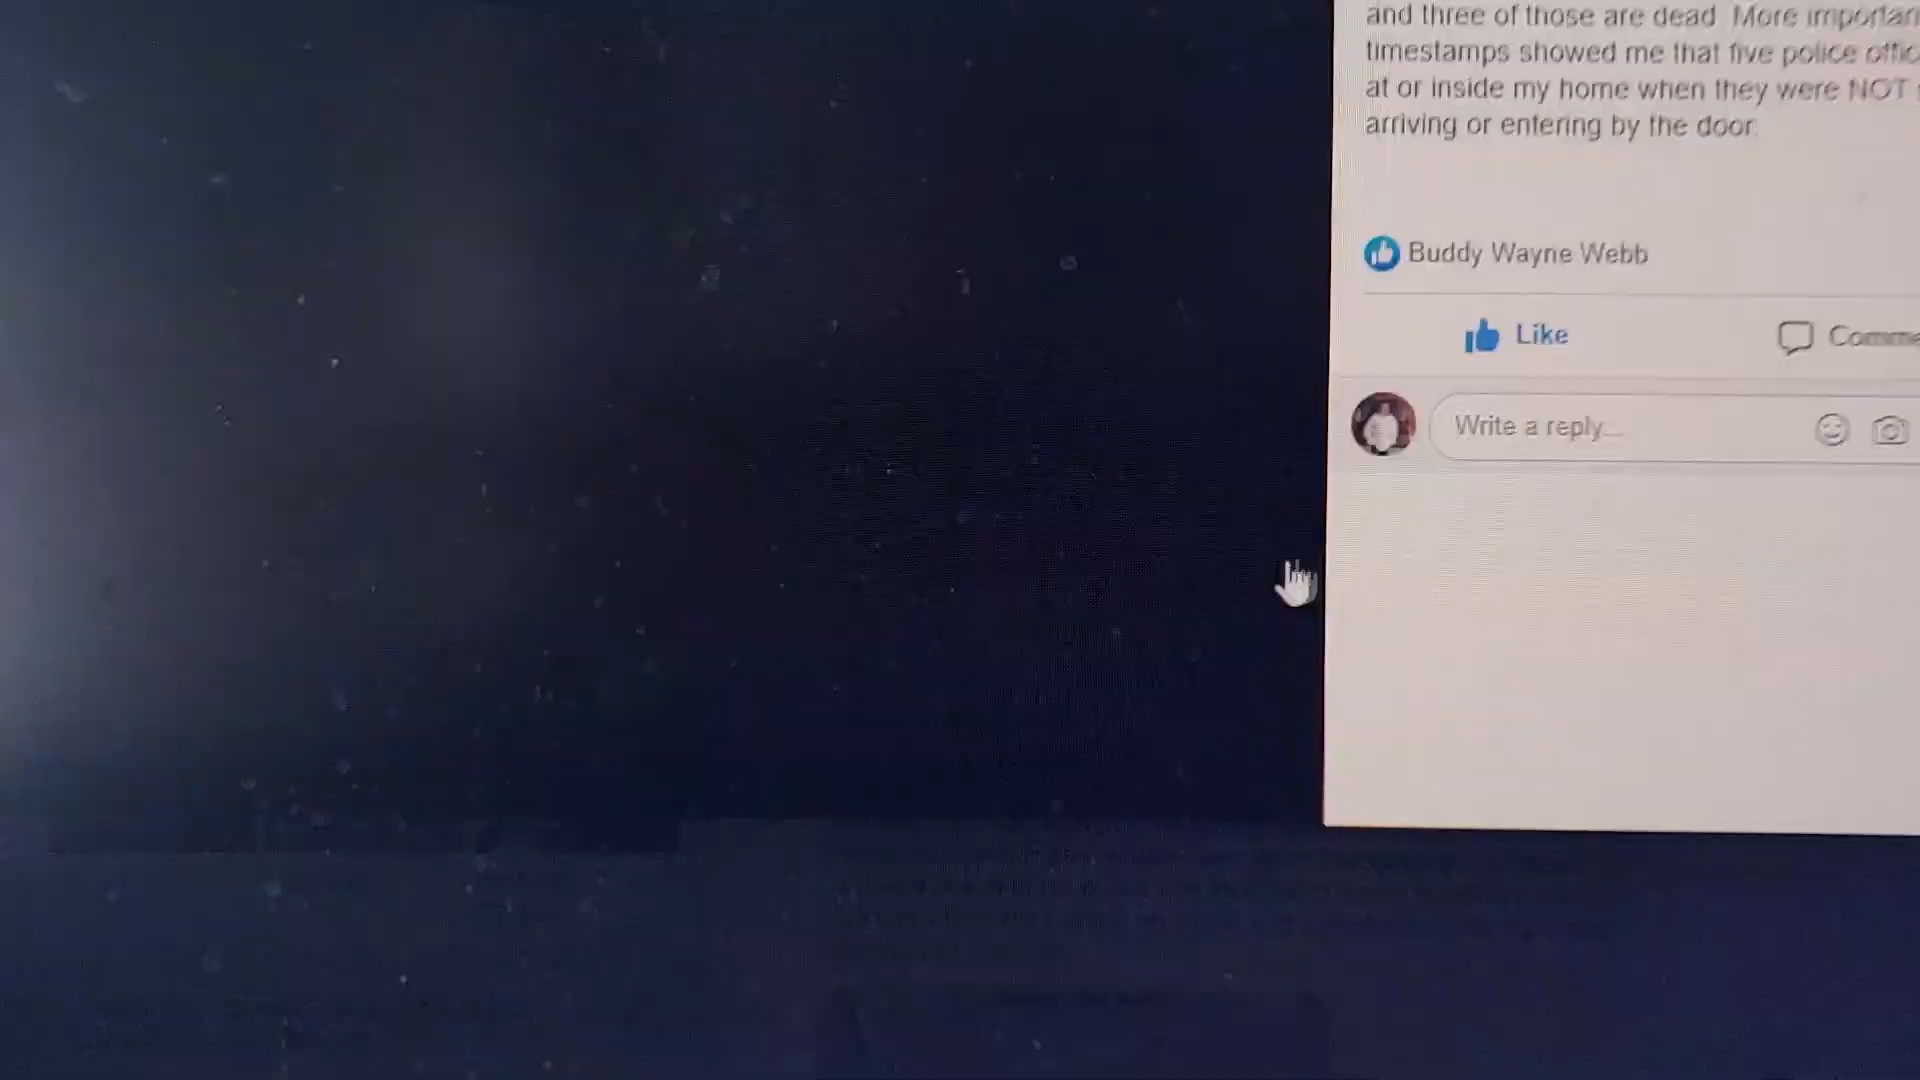 and three of those are dead. More importan
timestamps showed me that five police offic
at or inside my home when they were NOT
arriving or entering by the door.
Buddy Wayne Webb
Like
Comme
Write a reply...